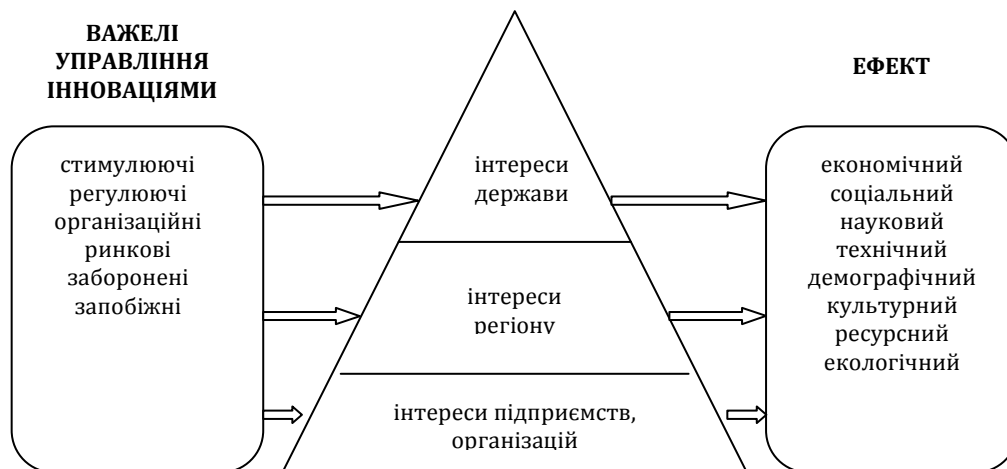 ВАЖЕЛІ
УПРАВЛІННЯ
ІННОВАЦІЯМИ
стимулюючі
регулюючі
організаційні
ринкові
заборонені
запобіжні
інтереси
держави
інтереси
регіону
інтереси підприємств,
організацій
ЕФЕКТ
економічний
соціальний
науковий
технічний
демографічний
культурний
ресурсний
екологічний